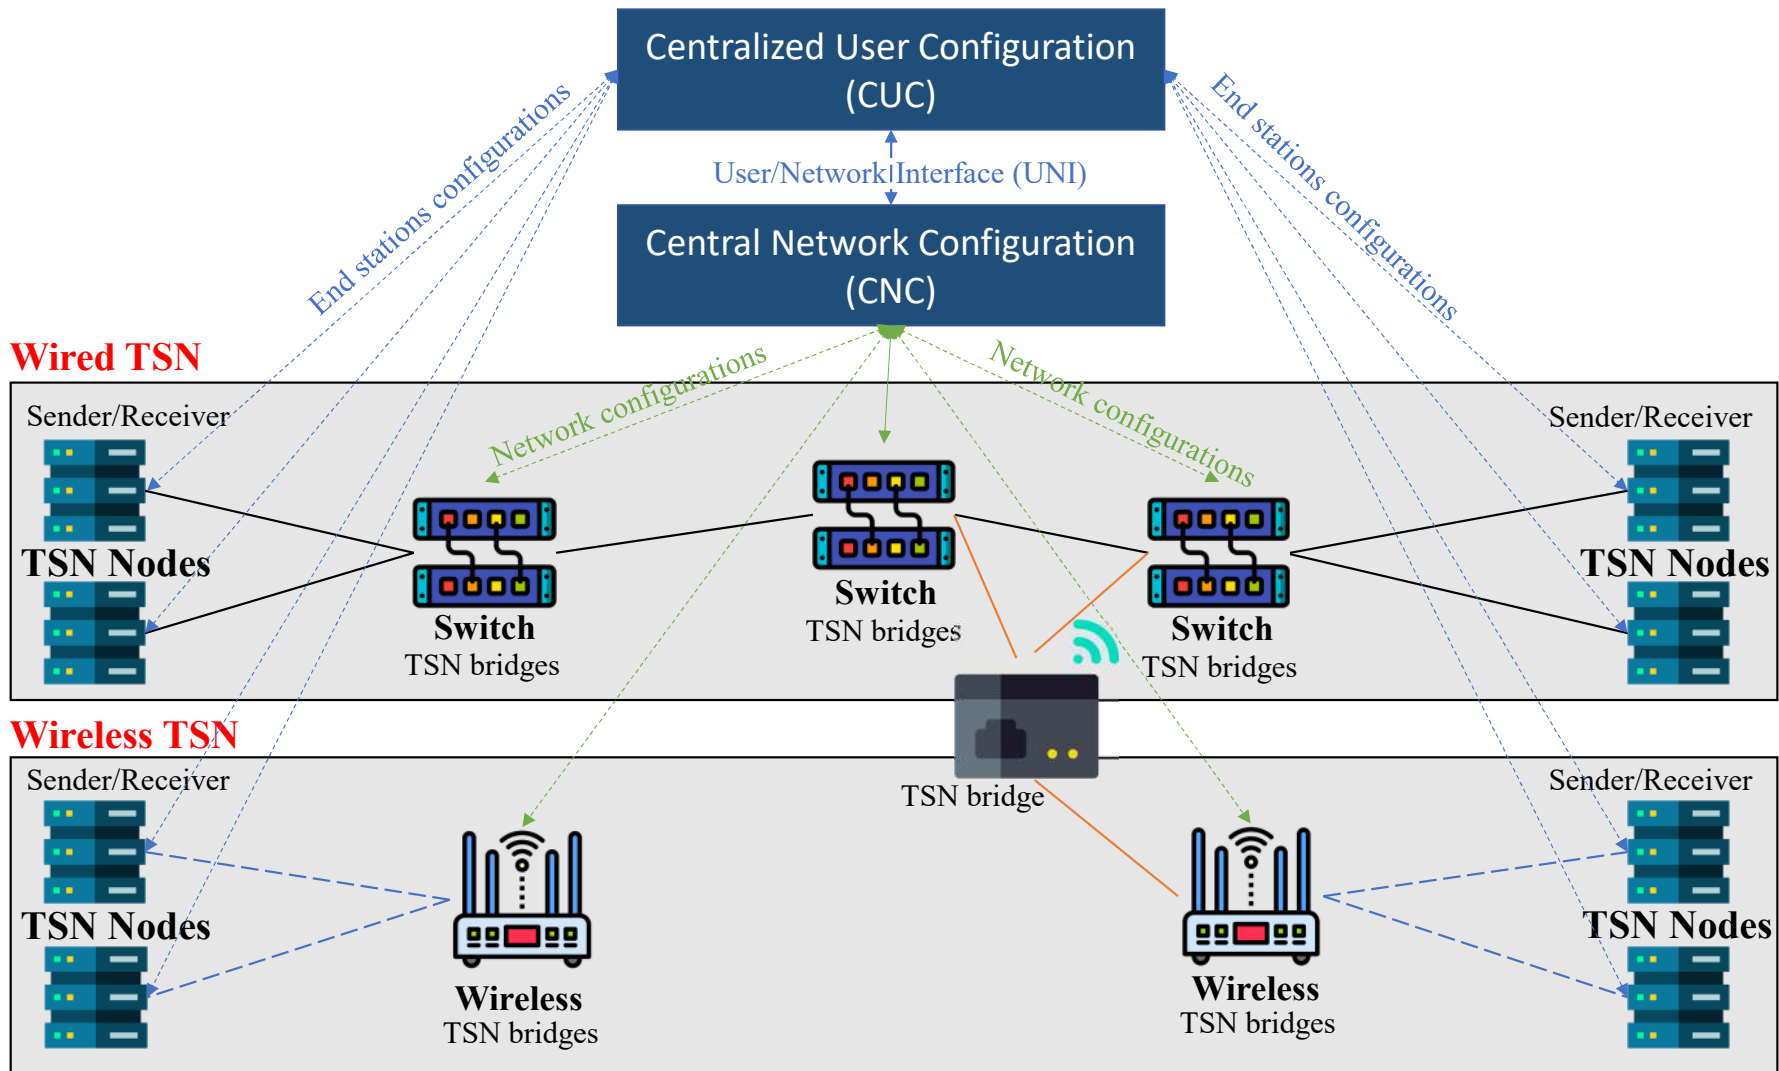 Centralized User Configuration
(CUC)
End stations configurations
End stations configurations
User/Network Interface (UNI)
Central Network Configuration
(CNC)
Wired TSN
Network configurations
Network configurations
Sender/Receiver
Sender/Receiver
TSN Nodes
TSN Nodes
Switch
TSN bridges
Switch
TSN bridges
Switch
TSN bridges
Wireless TSN
Sender/Receiver
TSN bridge
Sender/Receiver
TSN Nodes
TSN Nodes
Wireless
TSN bridges
Wireless
TSN bridges